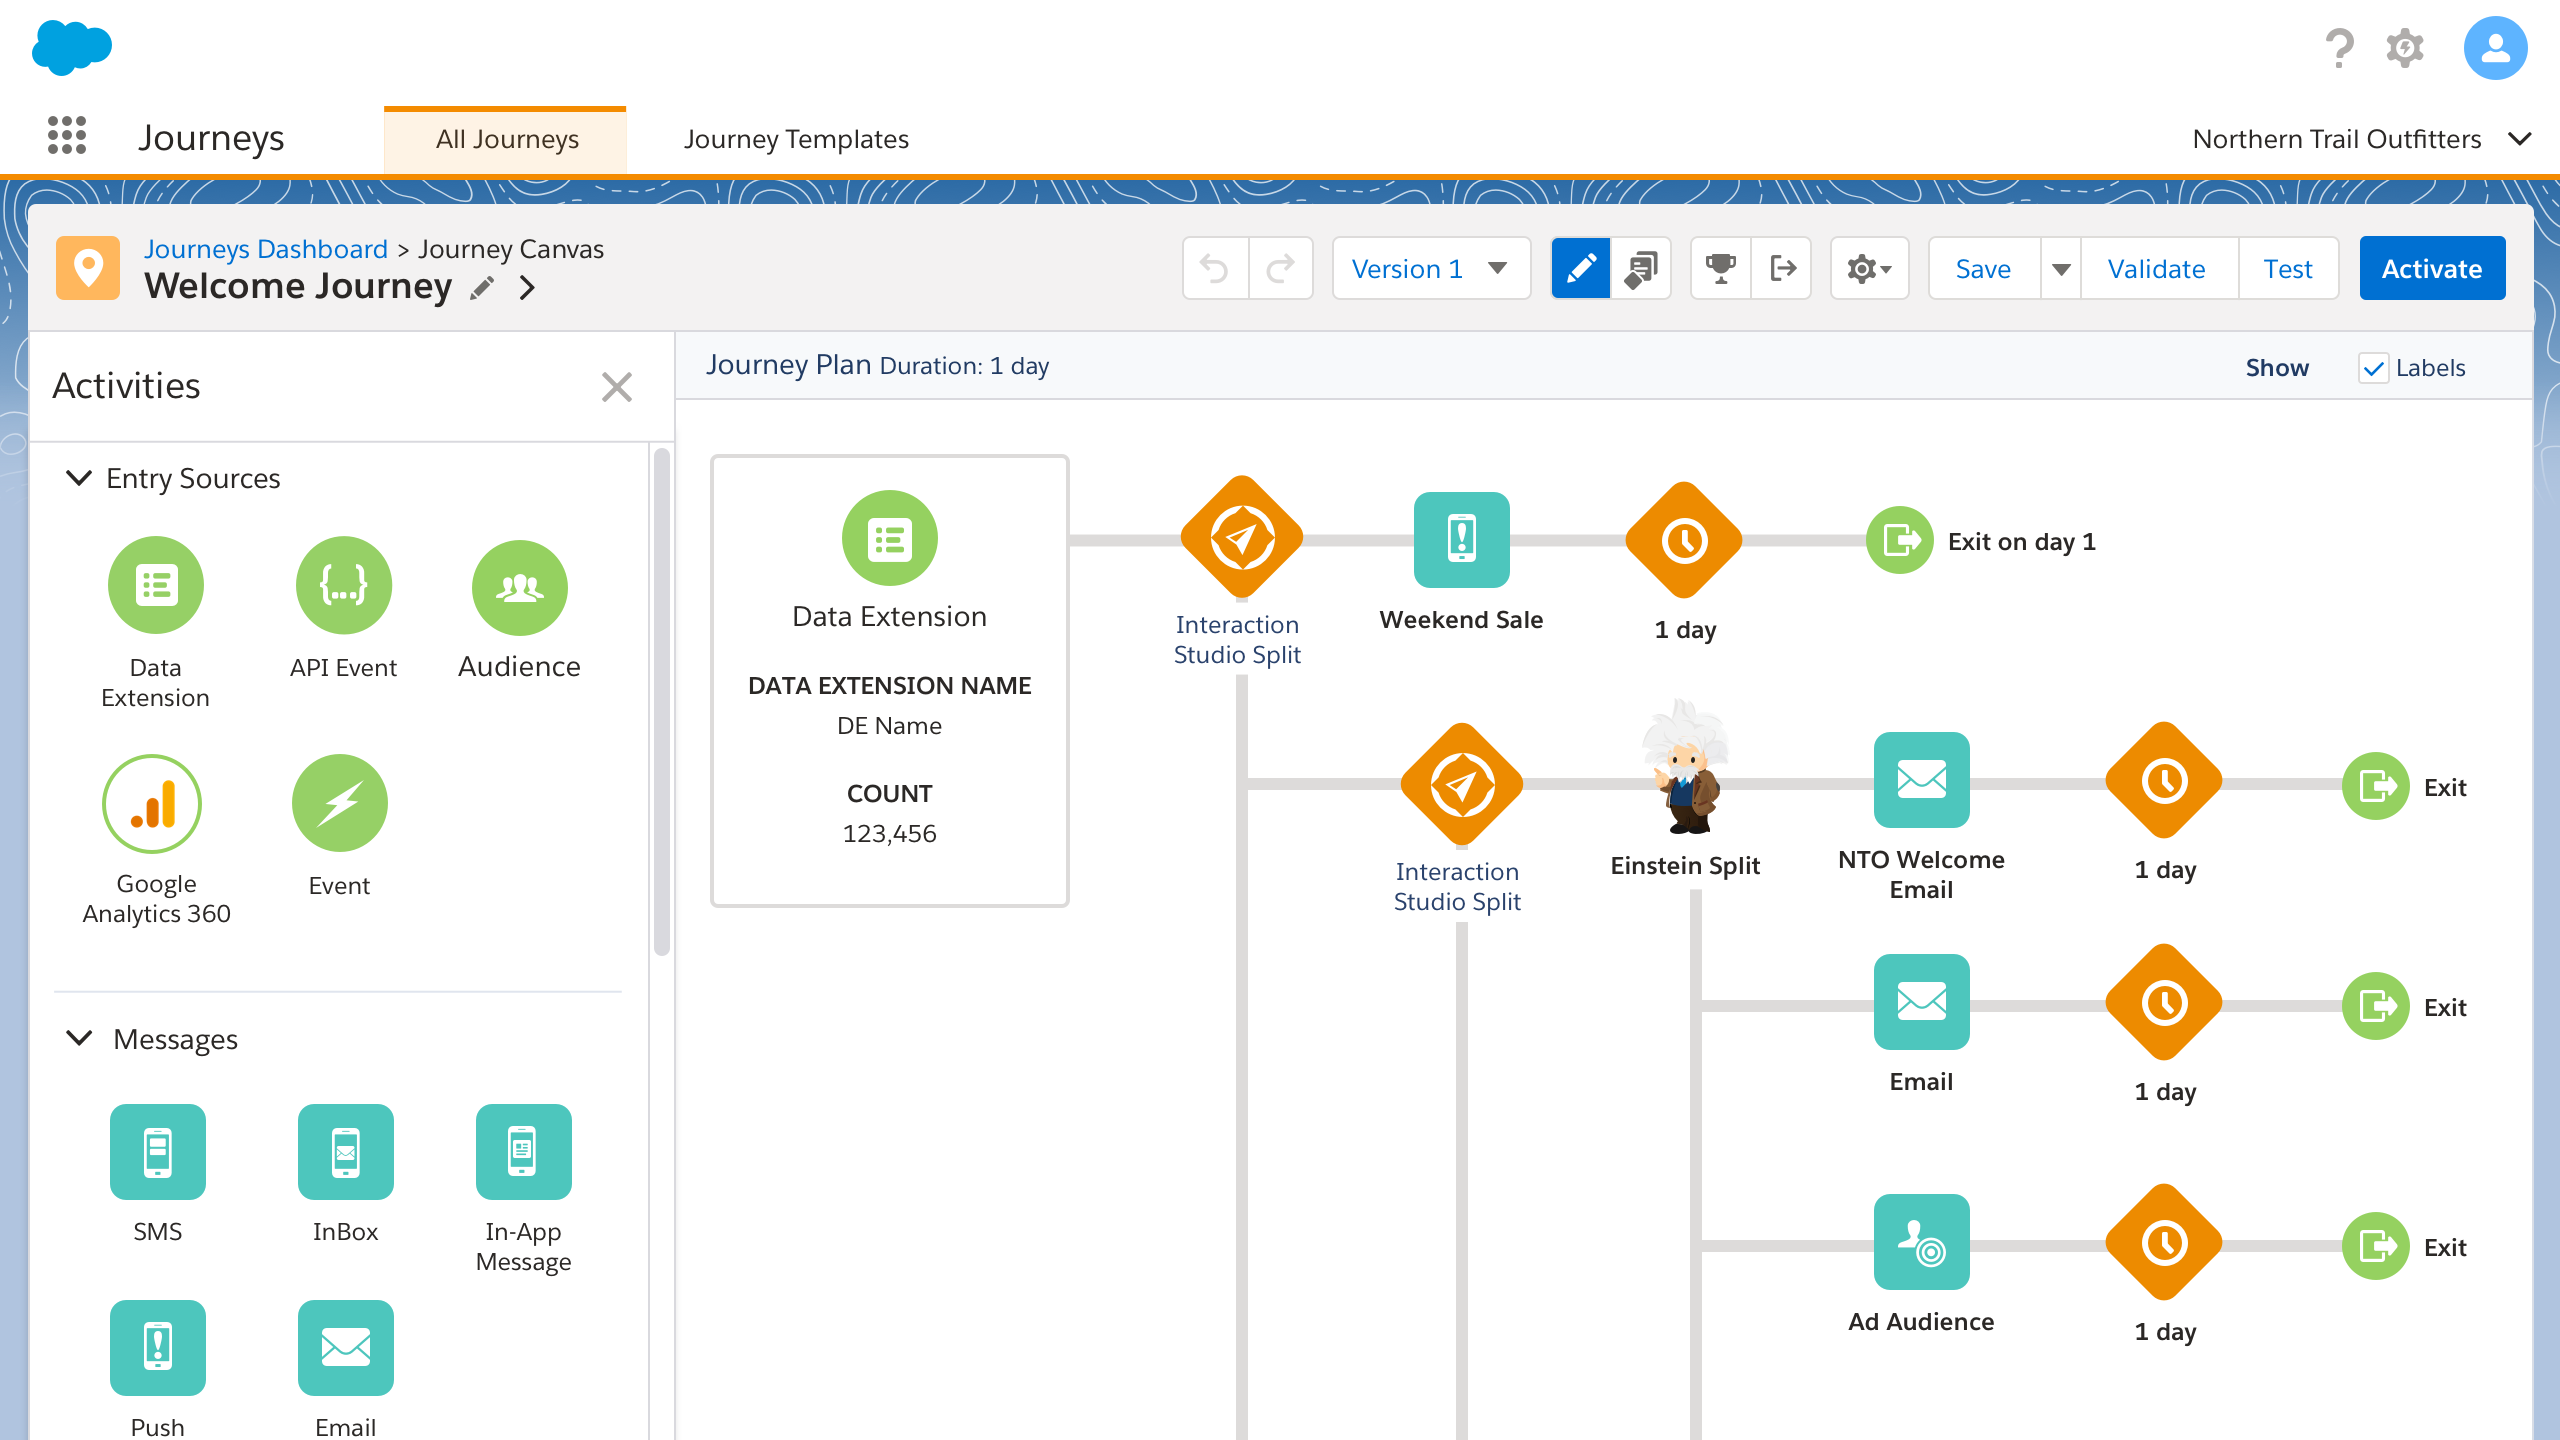 Journeys
All Journeys
Journey Templates
Northern Trail Outfitters
Journeys Dashboard > Journey Canvas
Welcome Journey
Version 1
Save
Validate
Test
Activate
Activities
Journey Plan Duration: 1 day
Show
Labels
Entry Sources
Data
Extension
API Event
Audience
Google
Analytics 360
Event
Messages
SMS
InBox
In-App
Message
Push
Email
Data Extension
DATA EXTENSION NAME
DE Name
COUNT
123,456
Interaction
Studio Split
Weekend Sale
1 day
Exit on day 1
Interaction
Studio Split
Einstein Split
NTO Welcome
Email
1 day
Exit
Email
1 day
Exit
Ad Audience
1 day
Exit